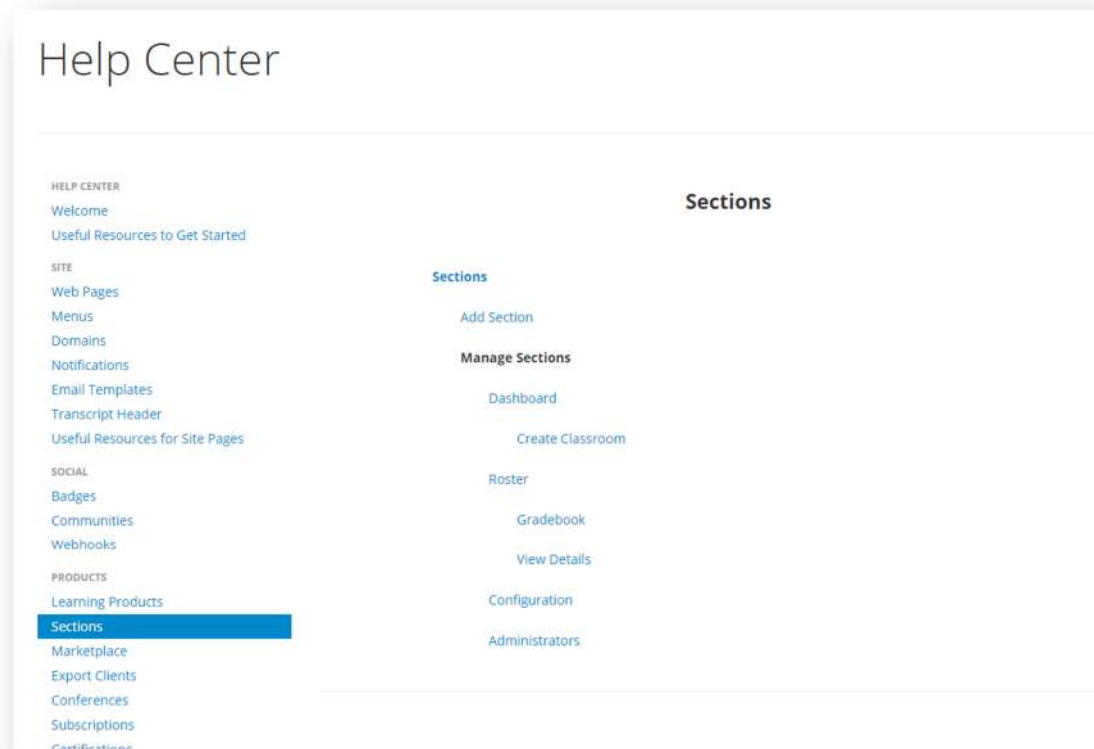 Help Center
HELP CENTER
Welcome
Useful Resources to Get Started
SITE
Web Pages
Menus
Domains
Notifications
Email Templates
Transcript Header
Useful Resources for Site Pages
SOCIAL
Badges
Communities
Webhooks
PRODUCTS
Learning Products
Sections
Marketplace
Export Clients
Conferences
Subscriptions
Certifications
Sections
Sections
Add Section
Manage Sections
Dashboard
Create Classroom
Roster
Gradebook
View Details
Configuration
Administrators